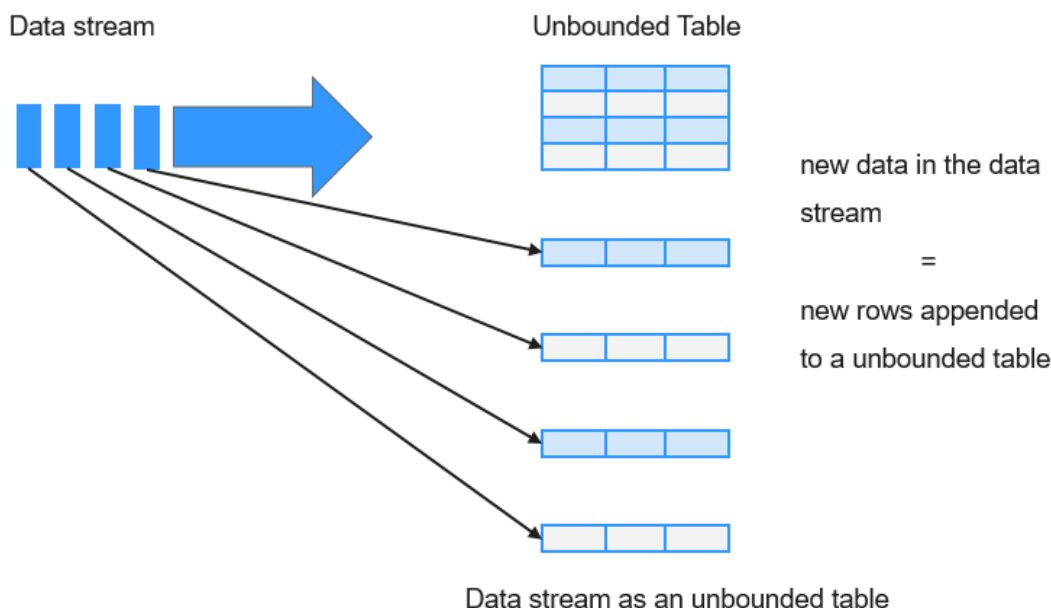 Data stream
Unbounded Table
new data in the data
stream
=
new rows appended
to a unbounded table
Data stream as an unbounded table